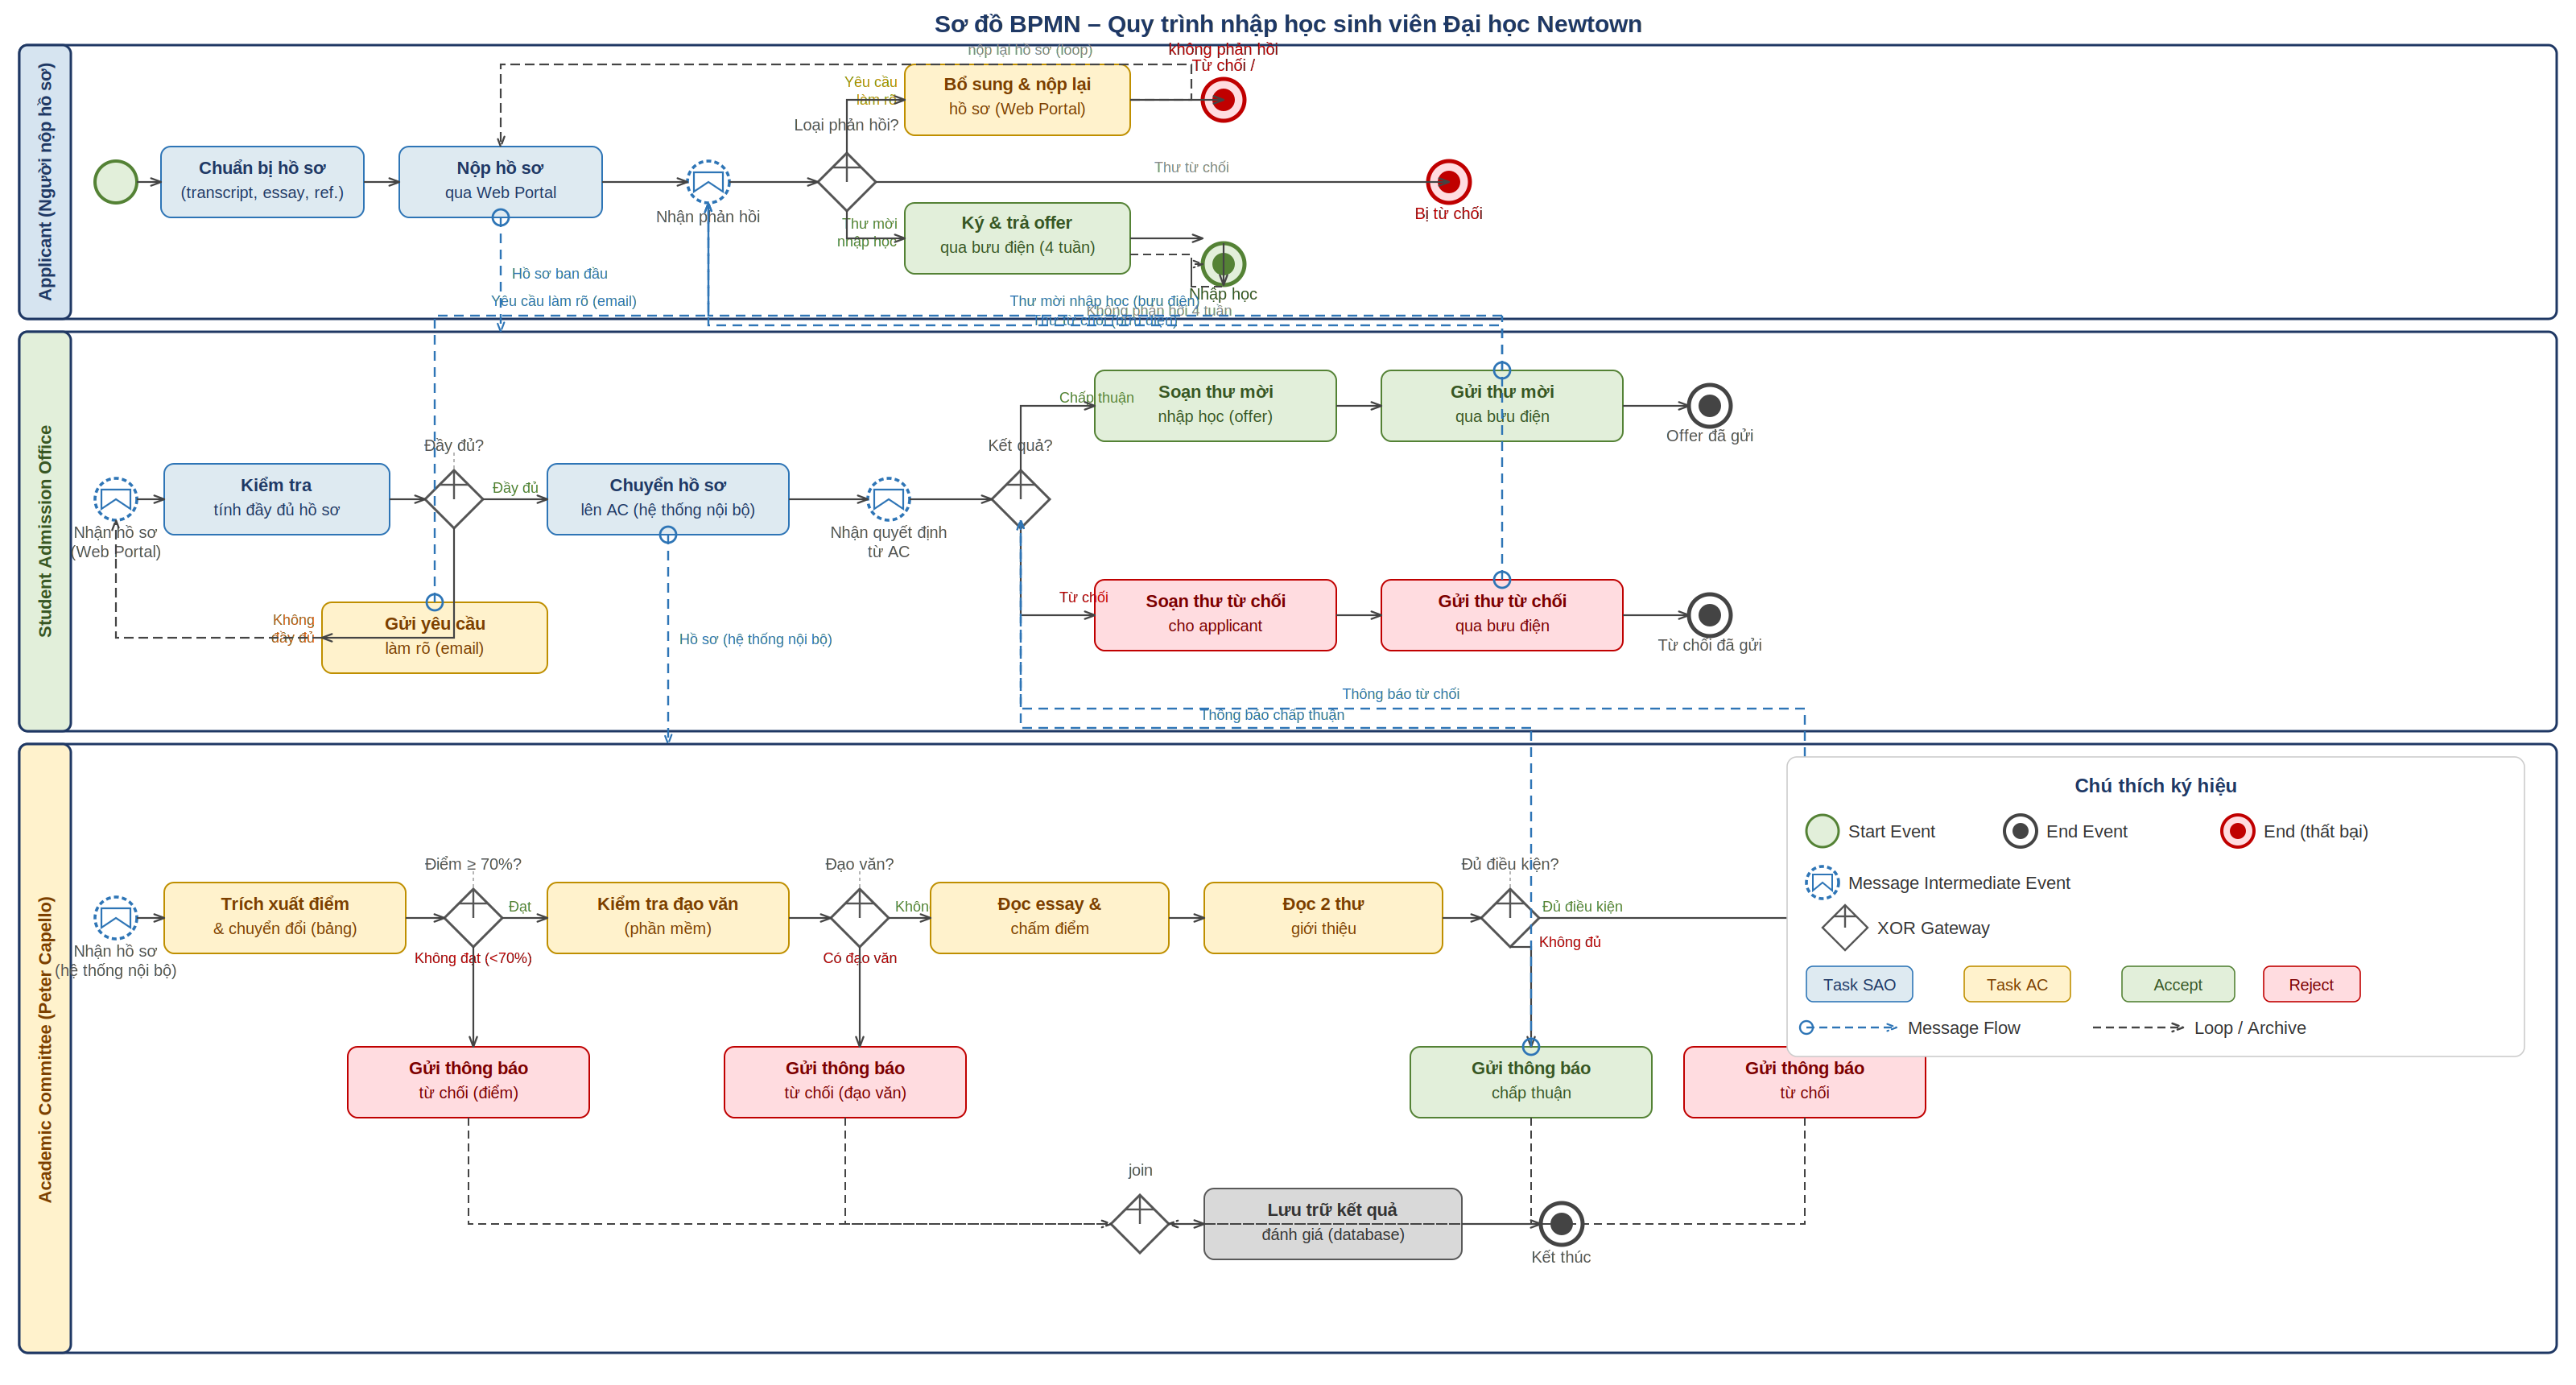 Sơ đồ BPMN – Quy trình nhập học sinh viên Đại học Newtown
Applicant (Người nộp hồ sơ)
nộp lại hồ sơ (loop)
không phản hồi
Từ chối /
Yêu cầu
làm rõ
Bổ sung & nộp lại
hồ sơ (Web Portal)
Loại phản hồi?
Chuẩn bị hồ sơ
(transcript, essay, ref.)
Nộp hồ sơ
qua Web Portal
Nhận phản hồi
Thư từ chối
Bị từ chối
Thư mời
nhập học
Ký & trả offer
qua bưu điện (4 tuần)
Nhập học
Hồ sơ ban đầu
Yêu cầu làm rõ (email)
Thư mời nhập học (bưu điện)
Không phản hồi 4 tuần
Thư từ chối (bưu điện)
Student Admission Office
Chấp thuận
Soạn thư mời
nhập học (offer)
Gửi thư mời
qua bưu điện
Offer đã gửi
Đầy đủ?
Kết quả?
Nhận hồ sơ
(Web Portal)
Kiểm tra
tính đầy đủ hồ sơ
Đầy đủ
Chuyển hồ sơ
lên AC (hệ thống nội bộ)
Nhận quyết định
từ AC
Không
đầy đủ
Gửi yêu cầu
làm rõ (email)
Hồ sơ (hệ thống nội bộ)
Từ chối
Soạn thư từ chối
cho applicant
Gửi thư từ chối
qua bưu điện
Từ chối đã gửi
Thông báo từ chối
Thông báo chấp thuận
Academic Committee (Peter Capello)
Nhận hồ sơ
(hệ thống nội bộ)
Trích xuất điểm
& chuyển đổi (bảng)
Điểm ≥ 70%?
Đạt
Không đạt (<70%)
Kiểm tra đạo văn
(phần mềm)
Đạo văn?
Khôn
Có đạo văn
Đọc essay &
chấm điểm
Đọc 2 thư
giới thiệu
Đủ điều kiện?
Đủ điều kiện
Không đủ
Gửi thông báo
từ chối (điểm)
Gửi thông báo
từ chối (đạo văn)
Gửi thông báo
chấp thuận
Gửi thông báo
từ chối
join
Lưu trữ kết quả
đánh giá (database)
Kết thúc
Chú thích ký hiệu
Start Event
End Event
End (thất bại)
Message Intermediate Event
XOR Gateway
Task SAO
Task AC
Accept
Reject
Message Flow
Loop / Archive